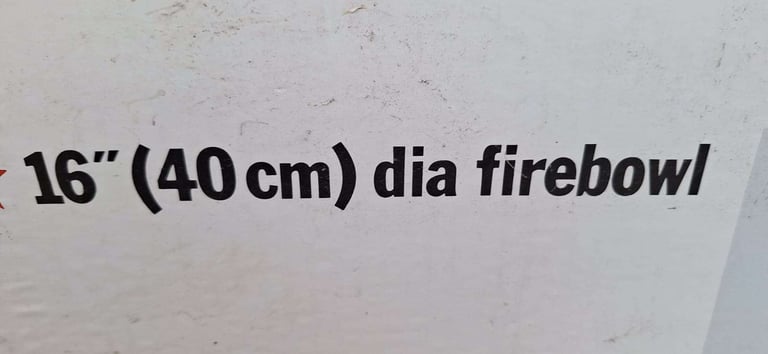 16" (40 cm) dia firebowl